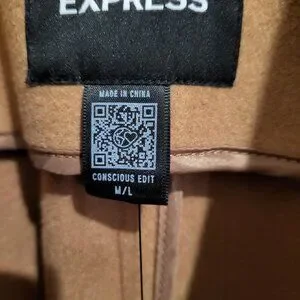 EXPRESS
MADE IN CHINA
CONSCIOUS EDIT
M/L